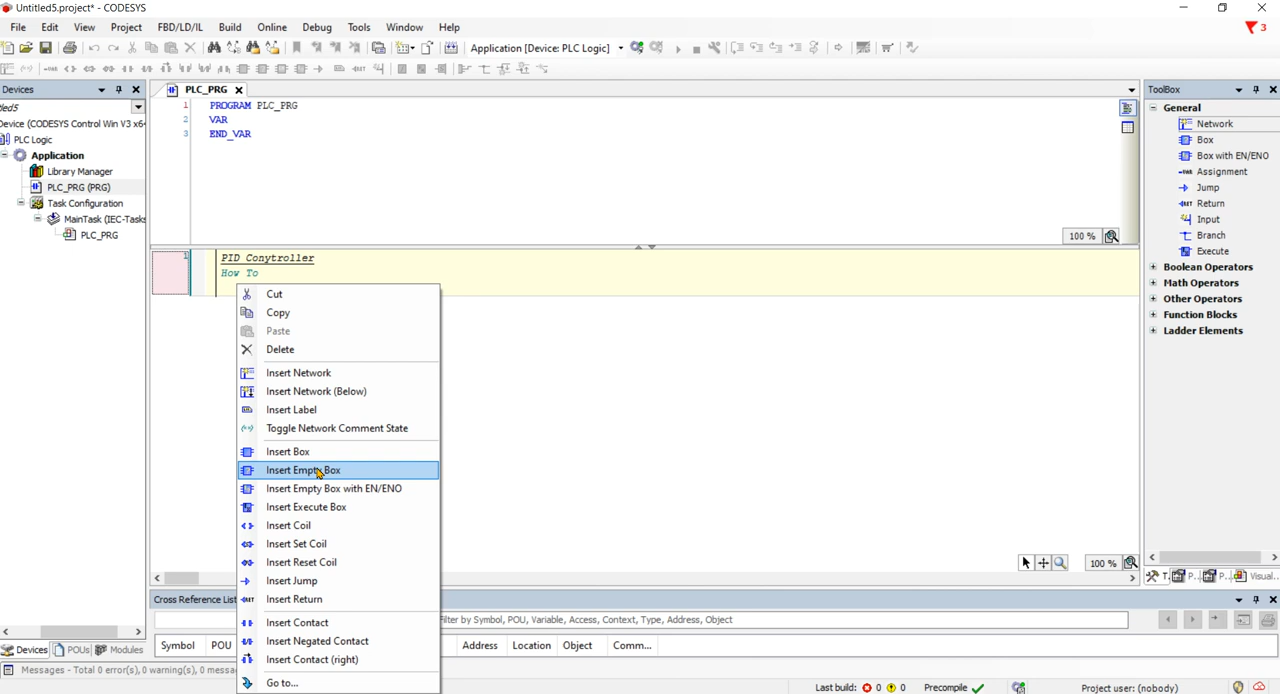 Untitled5.project* - CODESYS
File Edit View Project FBD/LD/IL Build Online Debug Tools Window Help
3
Application [Device: PLC Logic]
Devices
PLC_PRG
ToolBox
tled5
Device (CODESYS Control Win V3 x64
PLC Logic
Application
Library Manager
PLC_PRG (PRG)
Task Configuration
MainTask (IEC-Tasks
PLC_PRG
1 PROGRAM PLC_PRG
2 VAR
3 END_VAR
100 %
General
Network
Box
Box with EN/ENO
Assignment
Jump
Return
Input
Branch
Execute
Boolean Operators
Math Operators
Other Operators
Function Blocks
Ladder Elements
1 PID Conytroller
How To
Cut
Copy
Paste
Delete
Insert Network
Insert Network (Below)
Insert Label
Toggle Network Comment State
Insert Box
Insert Empty Box
Insert Empty Box with EN/ENO
Insert Execute Box
Insert Coil
Insert Set Coil
Insert Reset Coil
Insert Jump
Insert Return
Insert Contact
Insert Negated Contact
Insert Contact (right)
Go to...
100 %
T.. P... P... Visual...
Cross Reference List
filter by Symbol, POU, Variable, Access, Context, Type, Address, Object
Symbol POU Address Location Object Comm...
Devices POUs Modules
Messages - Total 0 error(s), 0 warning(s), 0 messa
Last build: 0 0 Precompile Project user: (nobody)